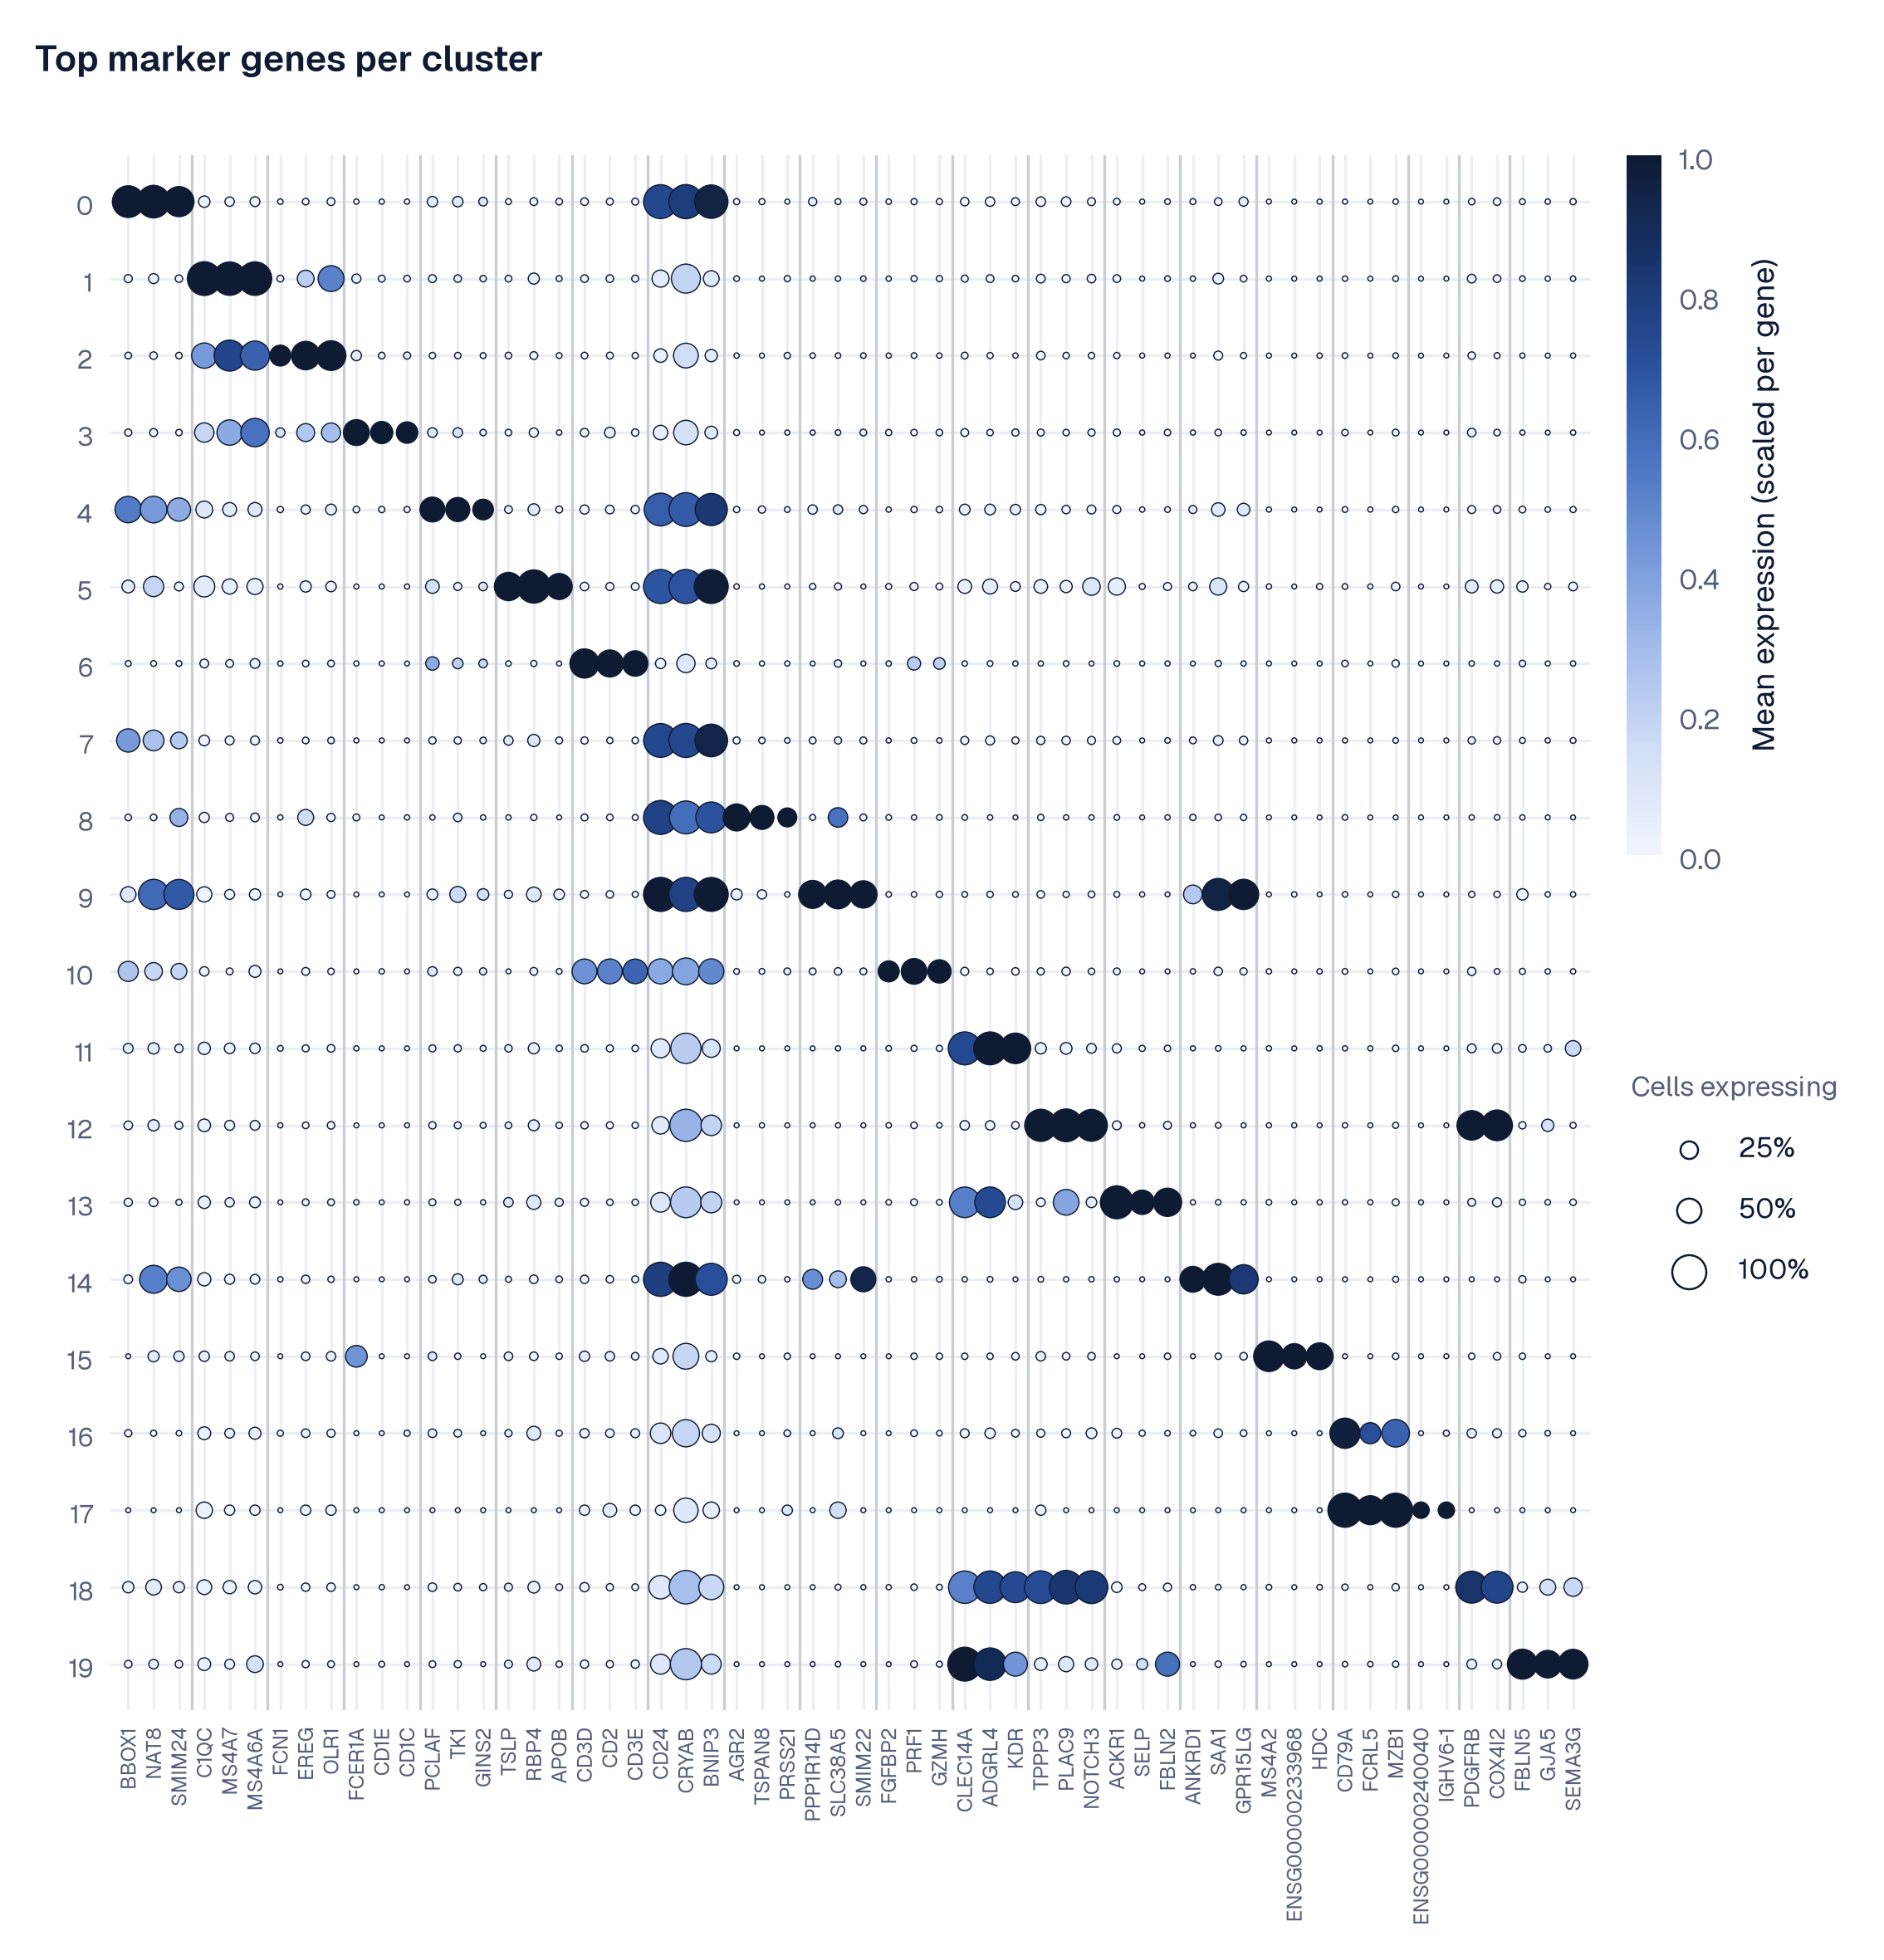 Top marker genes per cluster
0
1
2
3
4
5
6
7
8
9
10
11
12
13
14
15
16
17
18
19
BBOX1
NAT8
SMIM24
C1QC
MS4A7
MS4A6A
FCN1
EREG
OLR1
FCER1A
CD1E
CD1C
PCLAF
TK1
GINS2
TSLP
RBP4
APOB
CD3D
CD2
CD3E
CD24
CRYAB
BNIP3
AGR2
TSPAN8
PRSS21
PPP1R14D
SLC38A5
SMIM22
FGFBP2
PRF1
GZMH
CLEC14A
ADGRL4
KDR
TPPP3
PLAC9
NOTCH3
ACKR1
SELP
FBLN2
ANKRD1
SAA1
GPR15LG
MS4A2
ENSG00000233968
HDC
CD79A
FCRL5
MZB1
ENSG00000240040
IGHV6-1
PDGFRB
COX4I2
FBLN5
GJA5
SEMA3G
1.0
0.8
0.6
0.4
0.2
0.0
Mean expression (scaled per gene)
Cells expressing
25%
50%
100%